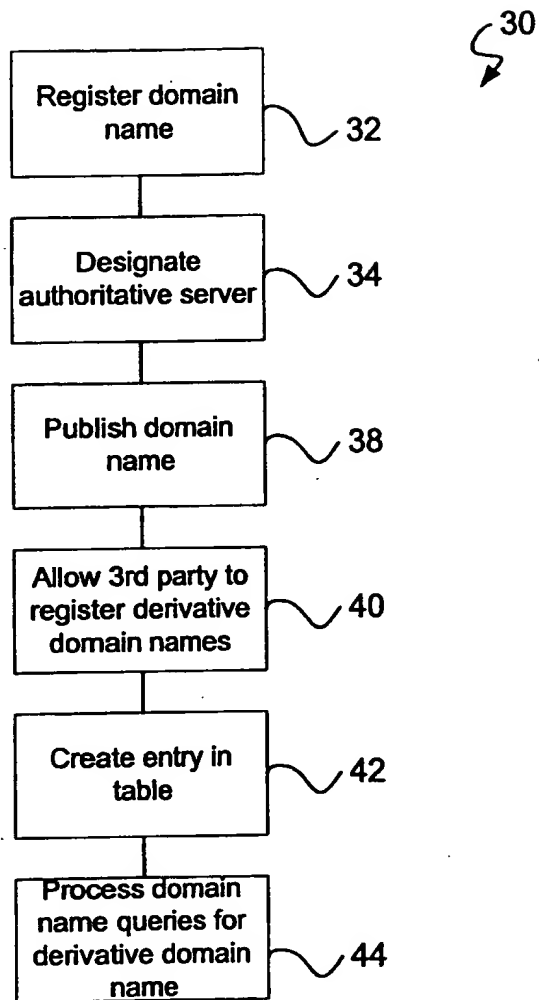 30
Register domain
name
32
Designate
authoritative server
34
Publish domain
name
38
Allow 3rd party to
register derivative
domain names
40
Create entry in
table
42
Process domain
name queries for
derivative domain
name
44